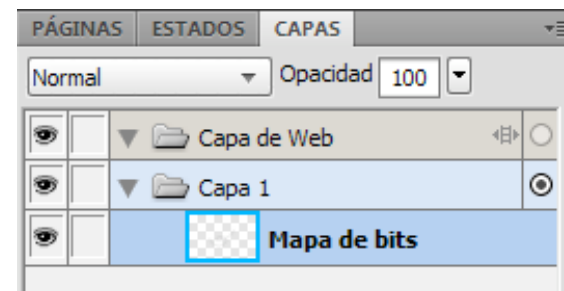 PÁGINAS ESTADOS CAPAS
Normal Opacidad 100
Capa de Web
Capa 1
Mapa de bits